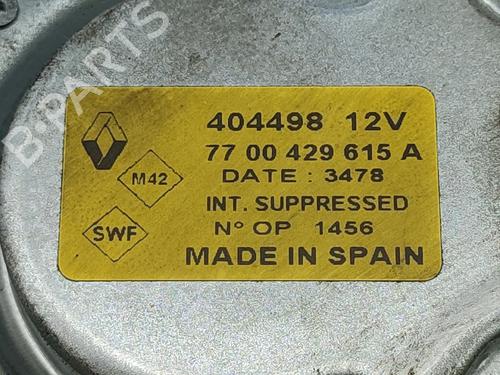 B-PARTS
404498 12V
77 00 429 615 A
M42
DATE : 3478
INT. SUPPRESSED
SWF
N° OP 1456
MADE IN SPAIN